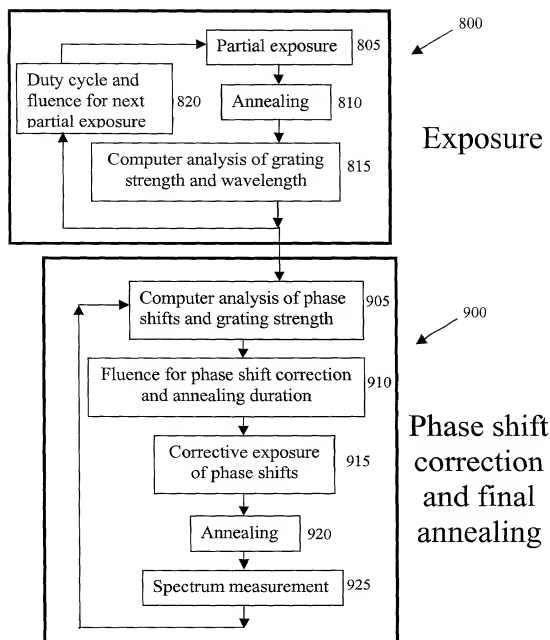 800
Partial exposure
805
Duty cycle and
fluence for next
partial exposure
820
Annealing
810
Exposure
Computer analysis of grating
strength and wavelength
815
Computer analysis of phase
shifts and grating strength
905
900
Fluence for phase shift correction
and annealing duration
910
Phase shift
correction
and final
annealing
Corrective exposure
of phase shifts
915
Annealing
920
Spectrum measurement
925